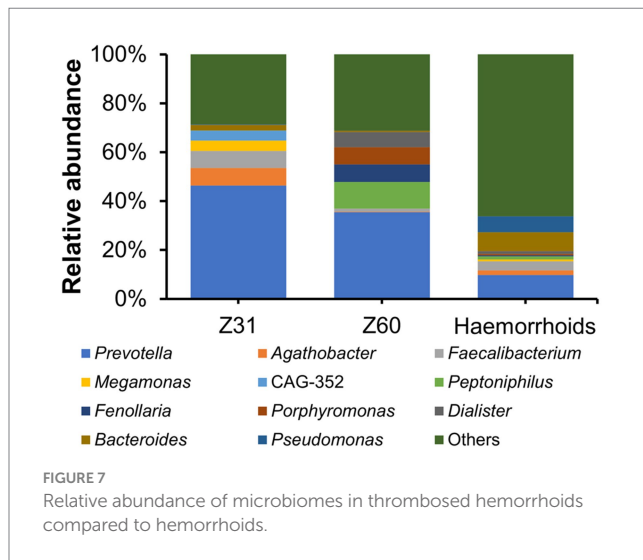 100%
80%
60%
40%
20%
0%
Relative abundance
Z31 Z60 Haemorrhoids
Prevotella Agathobacter Faecalibacterium
Megamonas CAG-352 Peptoniphilus
Fenollaria Porphyromonas Dialister
Bacteroides Pseudomonas Others
FIGURE 7
Relative abundance of microbiomes in thrombosed hemorrhoids
compared to hemorrhoids.